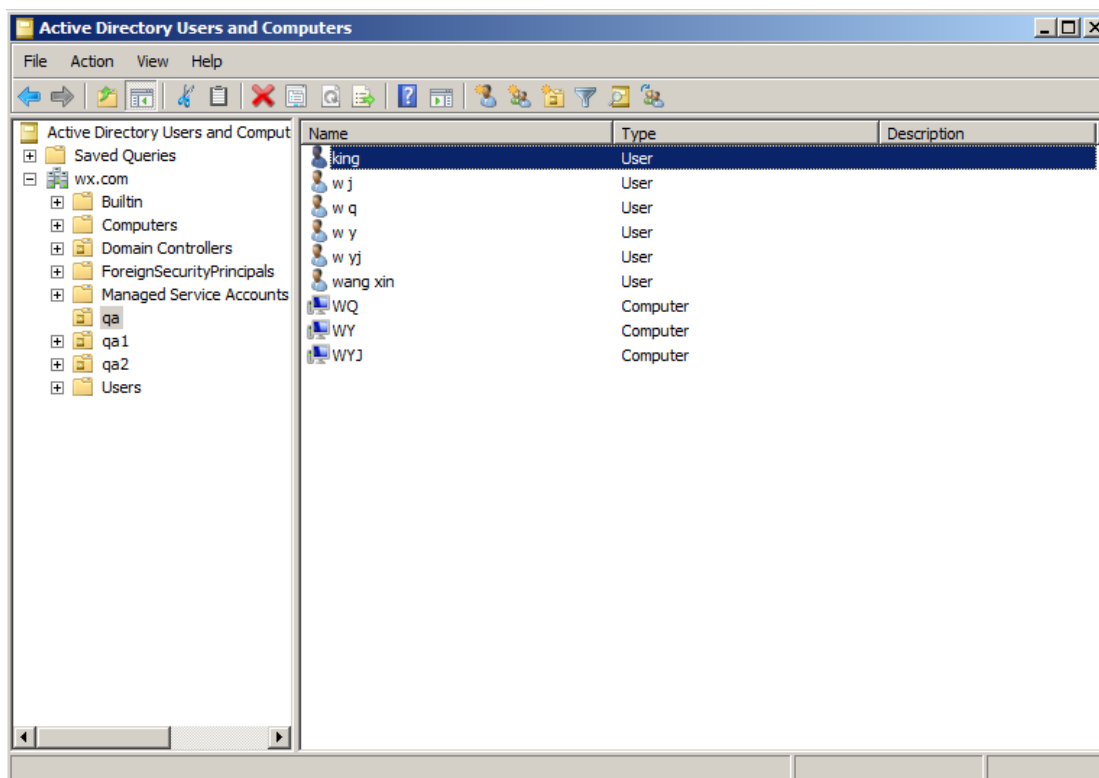 Active Directory Users and Computers
File Action View Help
Active Directory Users and Comput
Saved Queries
wx.com
Builtin
Computers
Domain Controllers
ForeignSecurityPrincipals
Managed Service Accounts
qa
qa1
qa2
Users
Name Type Description
king User
w j User
w q User
w y User
w yj User
wang xin User
WQ Computer
WY Computer
WYJ Computer